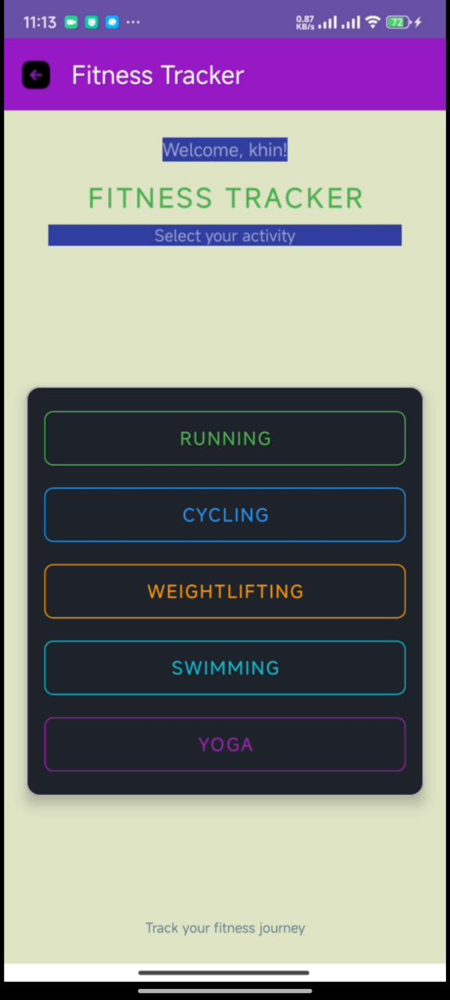 11:13 0.87 KB/s 72
Fitness Tracker
Welcome, khin!
FITNESS TRACKER
Select your activity
RUNNING
CYCLING
WEIGHTLIFTING
SWIMMING
YOGA
Track your fitness journey